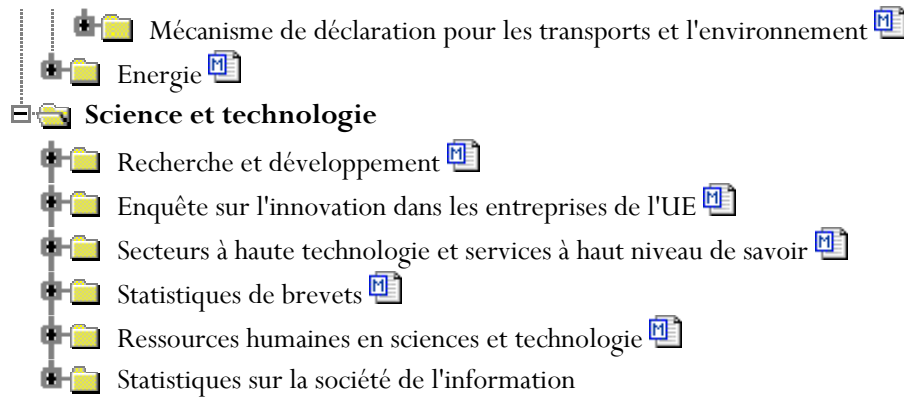 Mécanisme de déclaration pour les transports et l'environnement M
Energie M
Science et technologie
Recherche et développement M
Enquête sur l'innovation dans les entreprises de l'UE M
Secteurs à haute technologie et services à haut niveau de savoir M
Statistiques de brevets M
Ressources humaines en sciences et technologie M
Statistiques sur la société de l'information